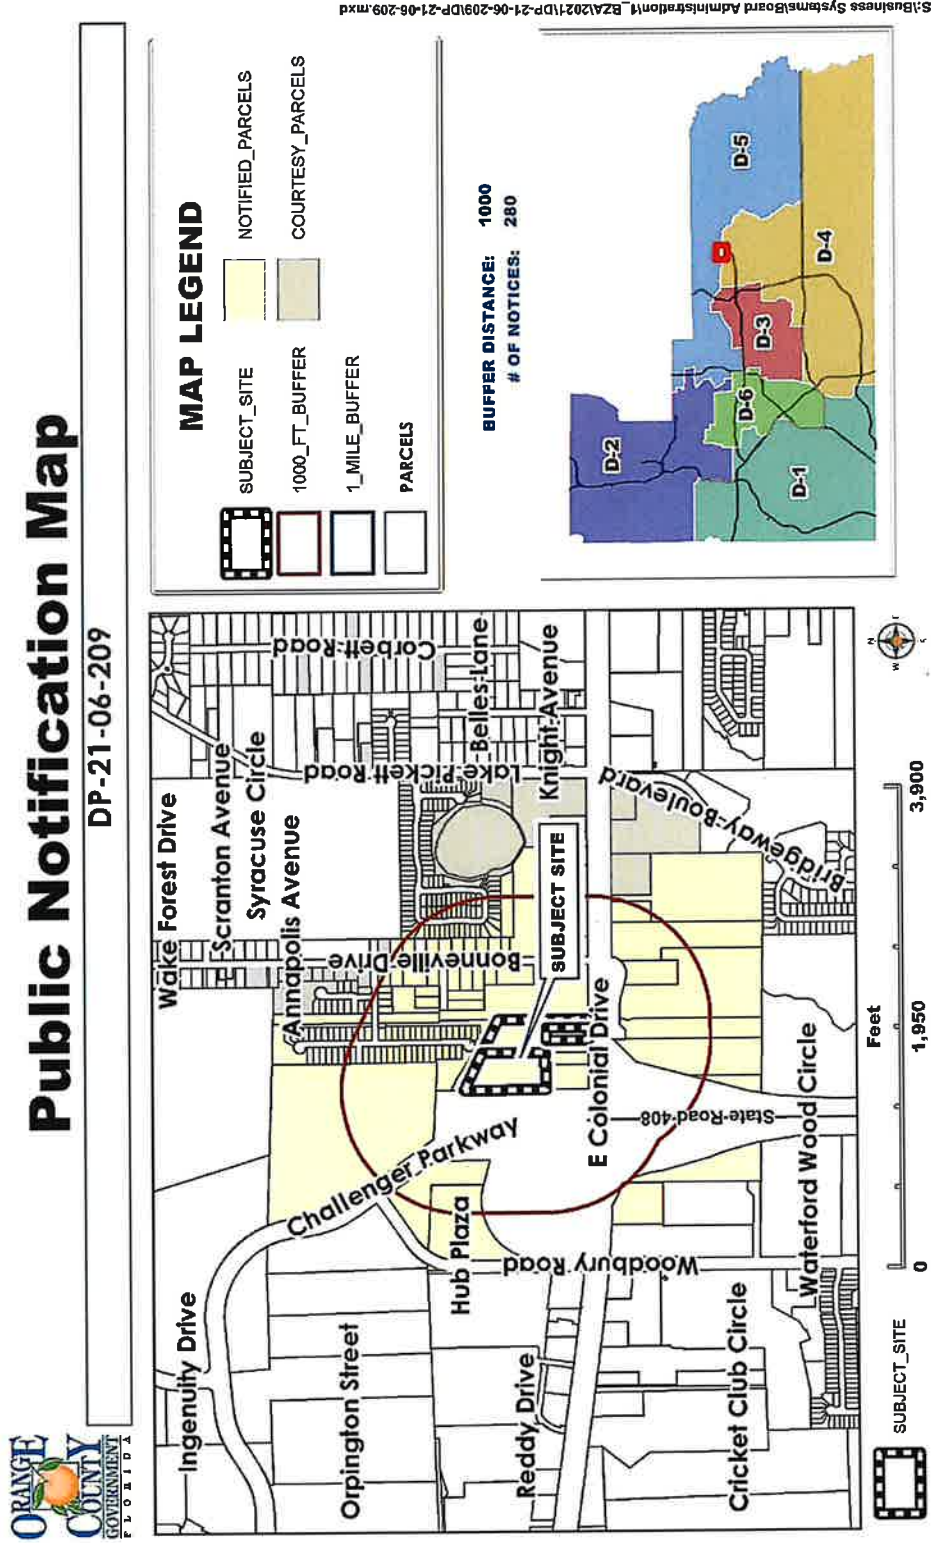 ORANGE
COUNTY
GOVERNMENT
FLORIDA
Public Notification Map
DP-21-06-209
Ingenuity Drive
Wake Forest Drive
Scranton Avenue
Syracuse Circle
Annapolis Avenue
Corbett Road
Challenger Parkway
Bonneville Drive
Lake Pickett Road
Belles Lane
Orpington Street
Hub Plaza
Knight Avenue
SUBJECT SITE
Reddy Drive
Woodbury Road
E Colonial Drive
State Road 408
Bridgeway Boulevard
Cricket Club Circle
Waterford Wood Circle
SUBJECT_SITE
Feet
0 1,950 3,900
N
W
E
S
MAP LEGEND
SUBJECT_SITE
NOTIFIED_PARCELS
1000_FT_BUFFER
COURTESY_PARCELS
1_MILE_BUFFER
PARCELS
BUFFER DISTANCE: 1000
# OF NOTICES: 280
D-2
D-5
D-6
D-3
D-1
D-4
S:\Business Systems\Board Administration\1_BZA\2021\DP-21-06-209\DP-21-06-209.mxd